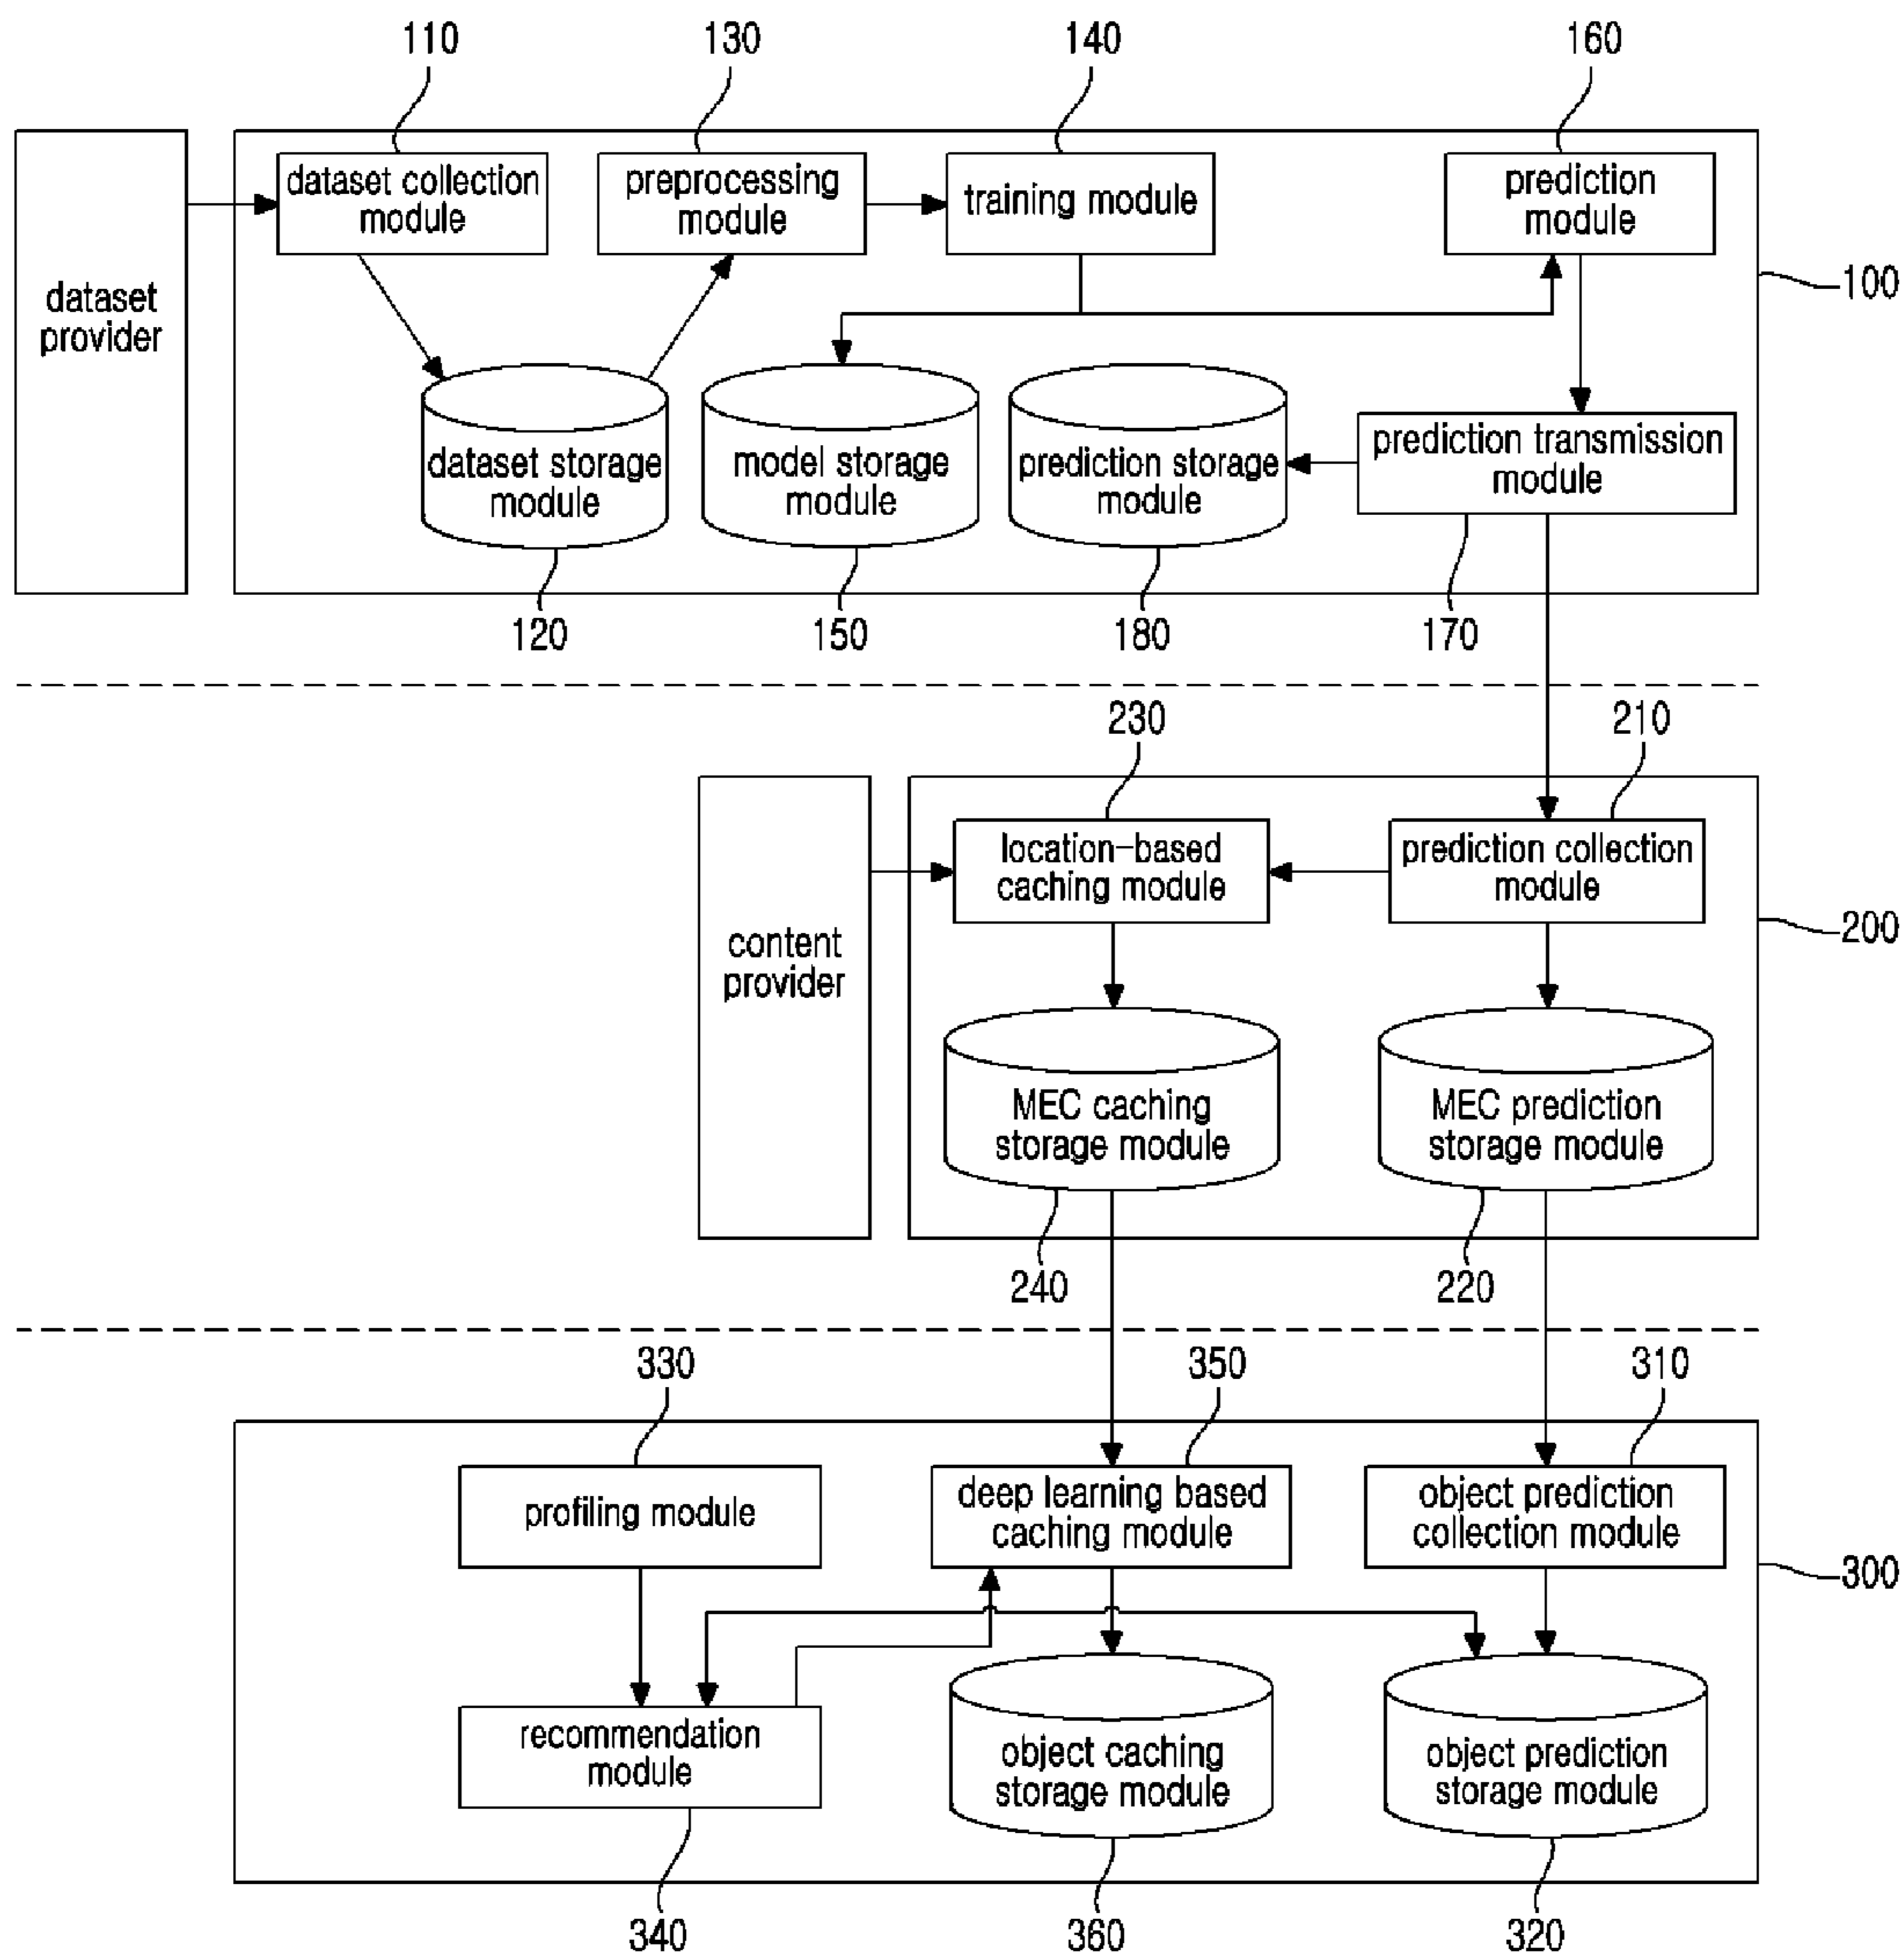 110
130
140
160
dataset
provider
dataset collection
module
preprocessing
module
training module
prediction
module
100
dataset storage
module
model storage
module
prediction storage
module
prediction transmission
module
120
150
180
170
230
210
content
provider
location-based
caching module
prediction collection
module
200
MEC caching
storage module
MEC prediction
storage module
240
220
330
350
310
profiling module
deep learning based
caching module
object prediction
collection module
300
recommendation
module
object caching
storage module
object prediction
storage module
340
360
320